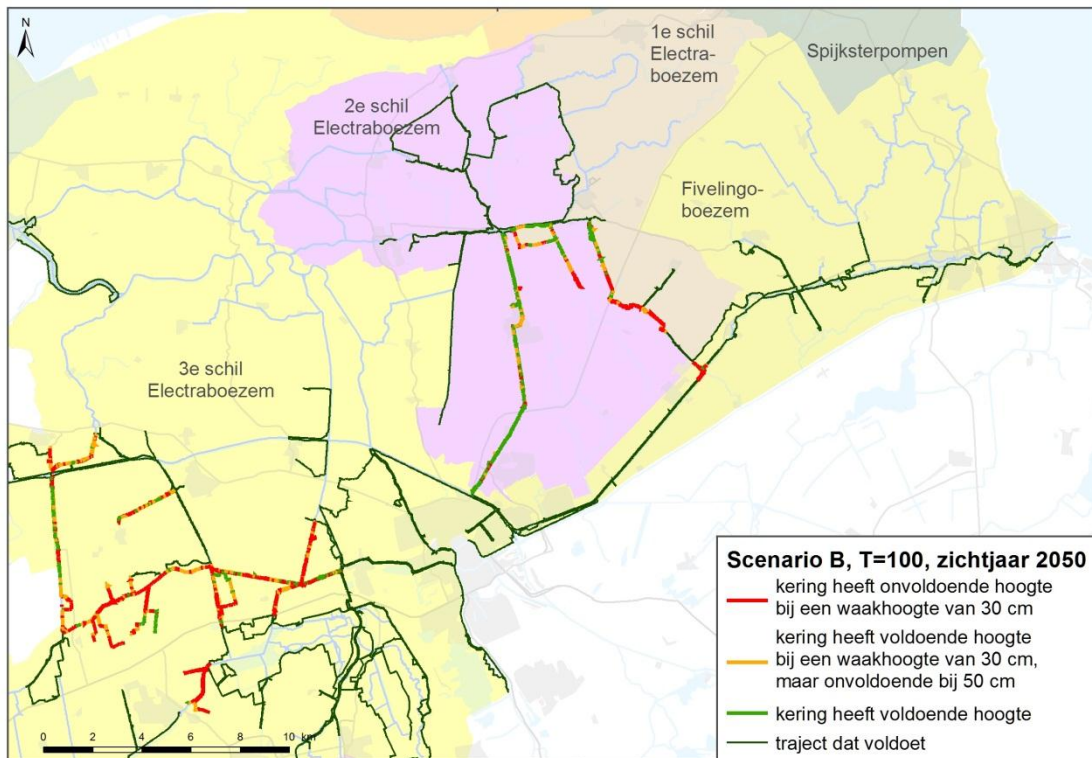 N
1e schil
Electra-
boezem
Spijksterpompen
2e schil
Electraboezem
Fivelingo-
boezem
3e schil
Electraboezem
0 2 4 6 8 10 km
Scenario B, T=100, zichtjaar 2050
kering heeft onvoldoende hoogte
bij een waakhoogte van 30 cm
kering heeft voldoende hoogte
bij een waakhoogte van 30 cm,
maar onvoldoende bij 50 cm
kering heeft voldoende hoogte
traject dat voldoet